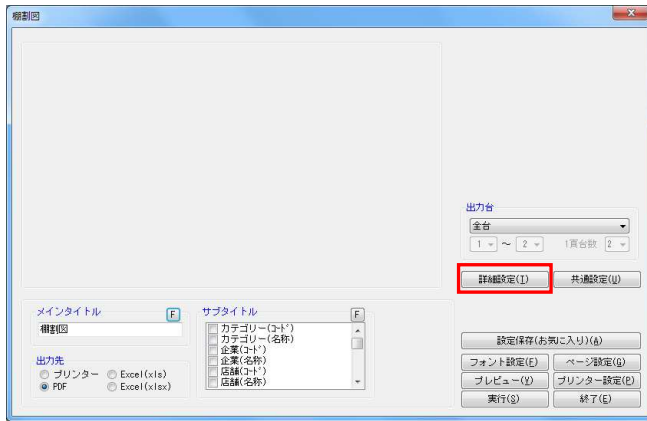 棚割図
出力台
全台
1 ～ 2 1頁台数 2
詳細設定(T) 共通設定(U)
メインタイトル F サブタイトル F
棚割図
カテゴリー(ｺｰﾄﾞ)
カテゴリー(名称)
企業(ｺｰﾄﾞ)
企業(名称)
店舗(ｺｰﾄﾞ)
店舗(名称)
出力先
プリンター Excel(xls)
PDF Excel(xlsx)
設定保存(お気に入り)(A)
フォント設定(F) ページ設定(G)
プレビュー(V) プリンター設定(P)
実行(S) 終了(E)